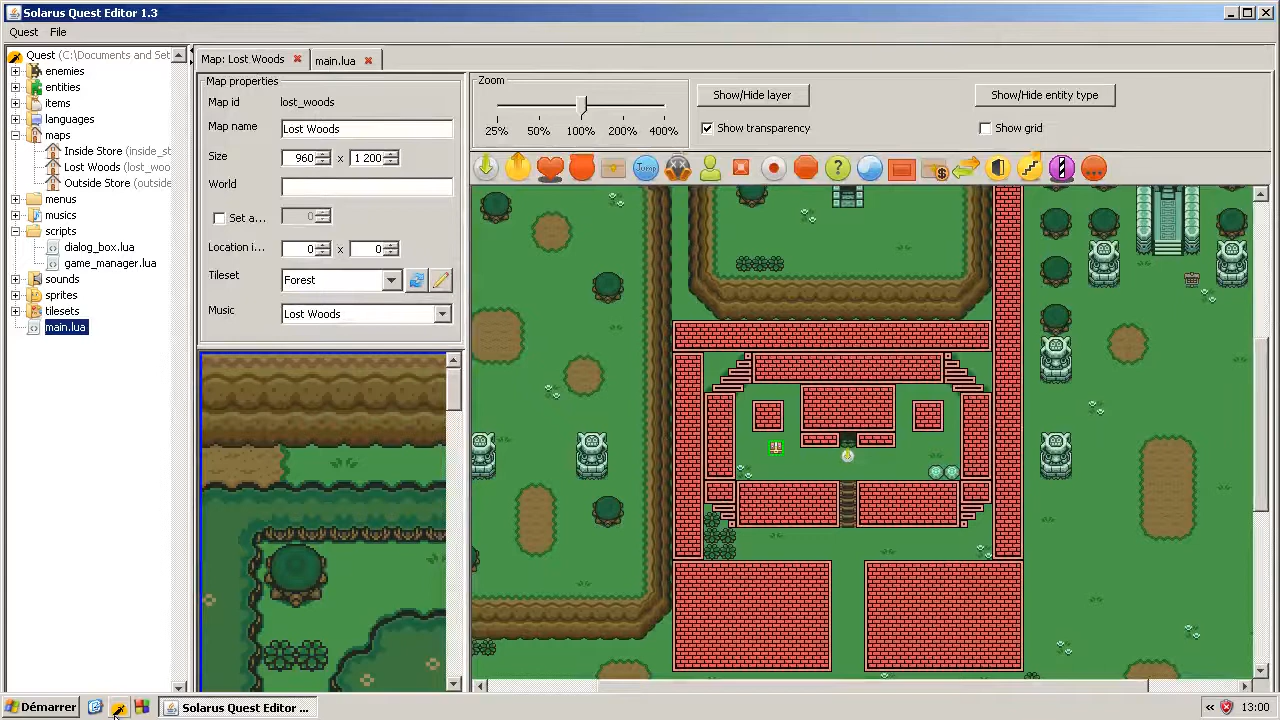 Solarus Quest Editor 1.3
Quest File
Quest (C:\Documents and Set
enemies
entities
items
languages
maps
Inside Store (inside_st
Lost Woods (lost_woo
Outside Store (outside
menus
musics
scripts
dialog_box.lua
game_manager.lua
sounds
sprites
tilesets
main.lua
Map: Lost Woods
main.lua
Map properties
Map id lost_woods
Map name Lost Woods
Size 960 x 1 200
World
Set a... 0
Location i... 0 x 0
Tileset Forest
Music Lost Woods
Zoom
25% 50% 100% 200% 400%
Show/Hide layer
Show/Hide entity type
Show transparency
Show grid
Jump
?
$
...
Démarrer
Solarus Quest Editor ...
«
13:00